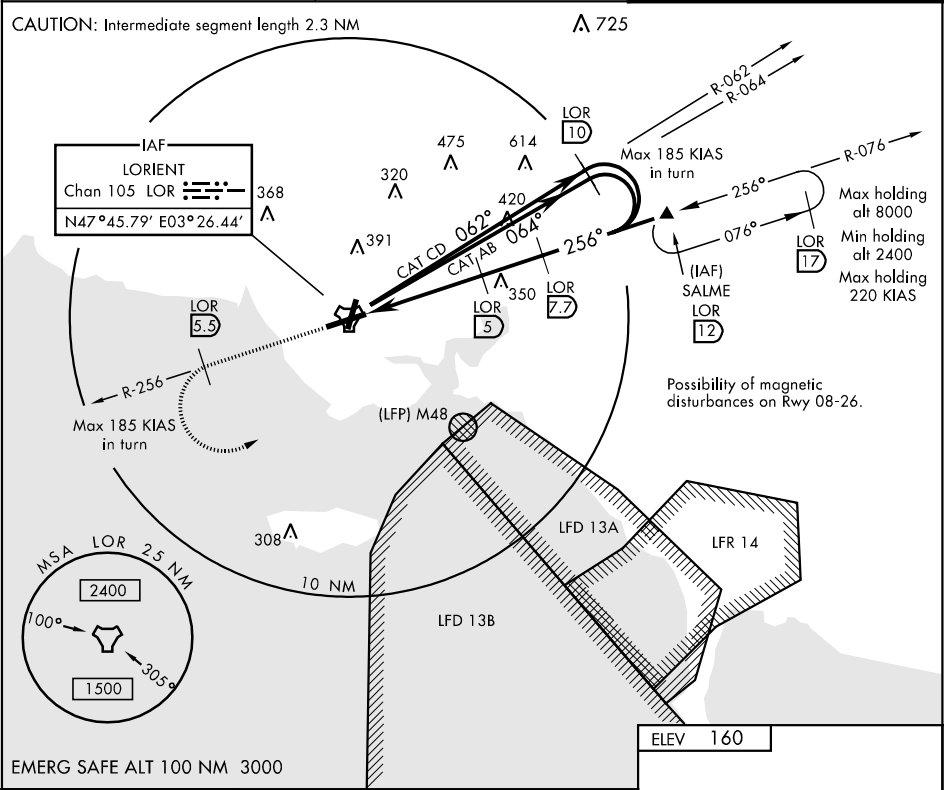 CAUTION: Intermediate segment length 2.3 NM
725
R-062
R-064
LOR
10
IAF
LORIENT
Chan 105 LOR
N47°45.79' E03°26.44'
475
614
320
368
Max 185 KIAS
in turn
R-076
256°
076°
Max holding
alt 8000
Min holding
alt 2400
Max holding
220 KIAS
LOR
17
420
391
CAT CD 062°
CAT AB 064°
256°
350
LOR
7.7
LOR
5
(IAF)
SALME
LOR
12
LOR
5.5
R-256
Max 185 KIAS
in turn
Possibility of magnetic
disturbances on Rwy 08-26.
(LFP) M48
LFD 13A
LFR 14
308
10 NM
LFD 13B
MSA LOR 25 NM
2400
100°
305°
1500
ELEV 160
EMERG SAFE ALT 100 NM 3000